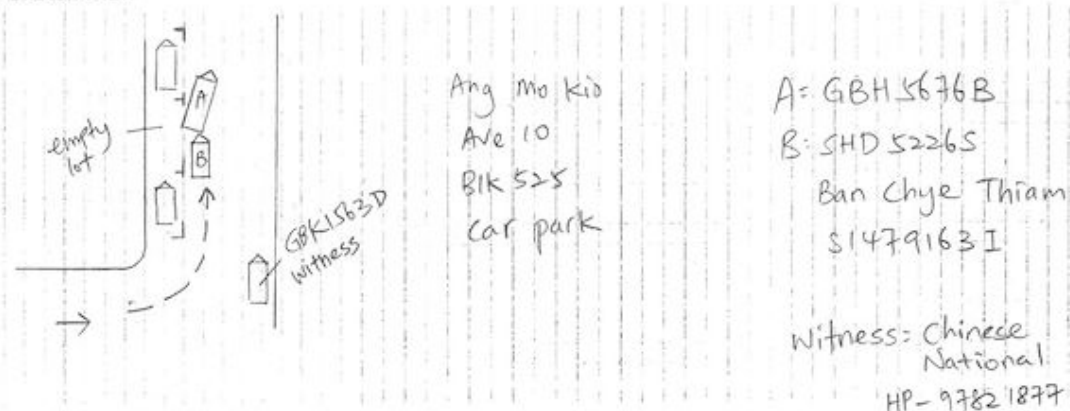 empty
lot
A
B
GBK1563D
witness
Ang Mo Kio
Ave 10
Blk 525
car park
A: GBH 5676B
B: SHD 5226S
Ban Chye Thiam
S1479163I
Witness: Chinese
National
HP- 9782 1877